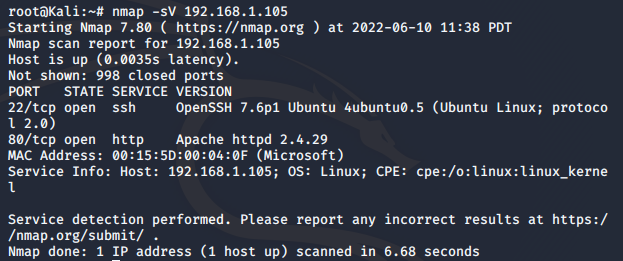 root@Kali:~# nmap -sV 192.168.1.105
Starting Nmap 7.80 ( https://nmap.org ) at 2022-06-10 11:38 PDT
Nmap scan report for 192.168.1.105
Host is up (0.0035s latency).
Not shown: 998 closed ports
PORT   STATE SERVICE VERSION
22/tcp open  ssh     OpenSSH 7.6p1 Ubuntu 4ubuntu0.5 (Ubuntu Linux; protoco
l 2.0)
80/tcp open  http    Apache httpd 2.4.29
MAC Address: 00:15:5D:00:04:0F (Microsoft)
Service Info: Host: 192.168.1.105; OS: Linux; CPE: cpe:/o:linux:linux_kerne
l

Service detection performed. Please report any incorrect results at https:/
/nmap.org/submit/ .
Nmap done: 1 IP address (1 host up) scanned in 6.68 seconds